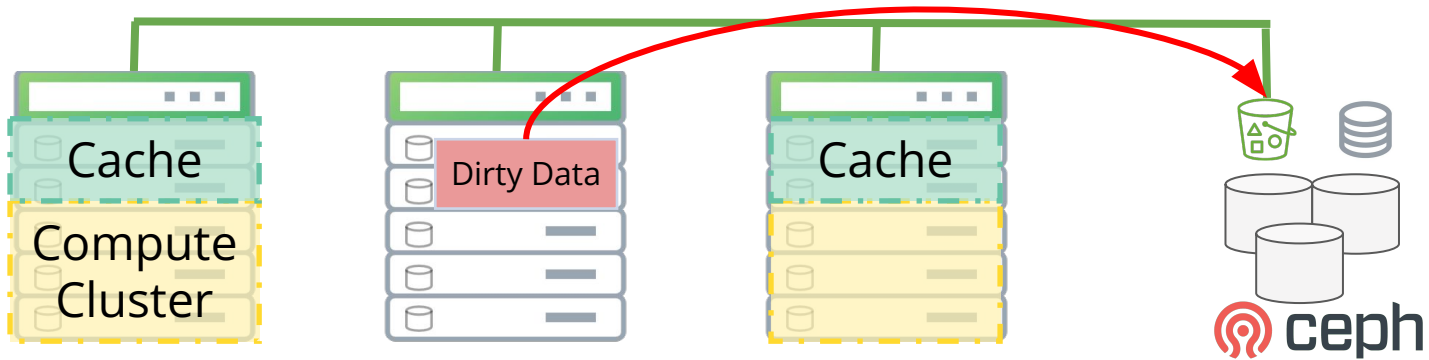 Cache
Compute
Cluster
Dirty Data
Cache
ceph